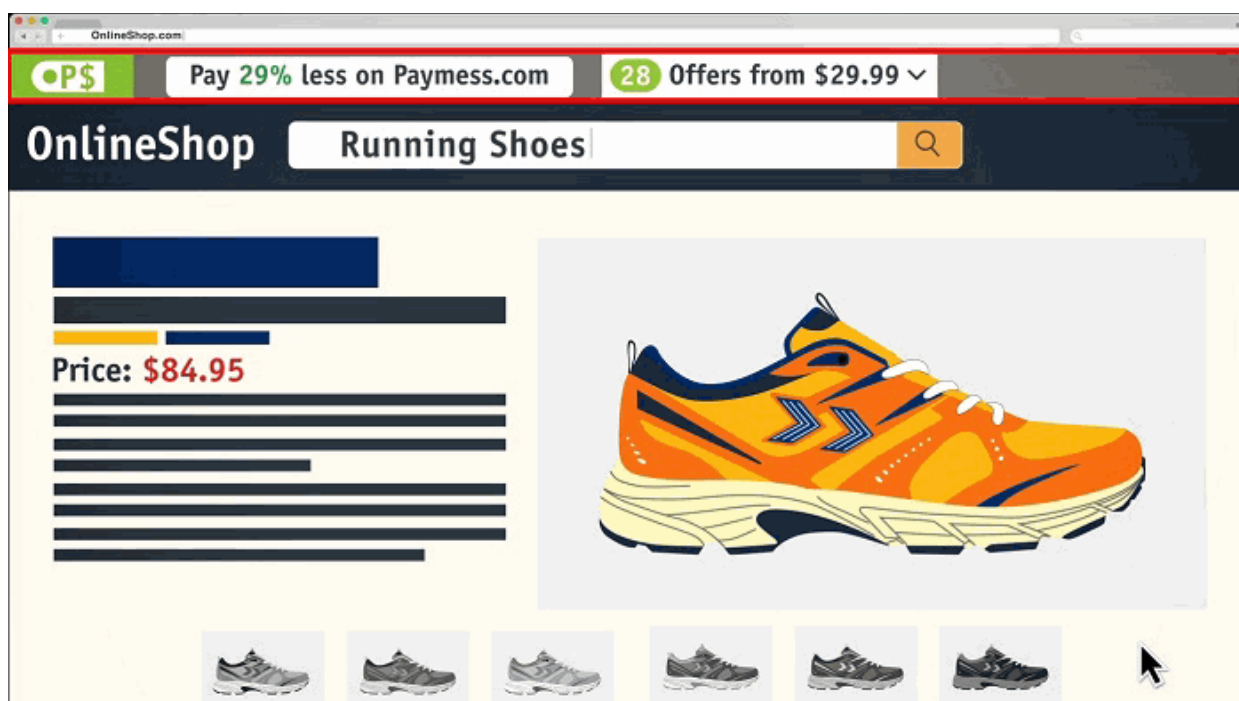 OnlineShop.com
P$
Pay 29% less on Paymess.com
28 Offers from $29.99
OnlineShop
Running Shoes
Price: $84.95